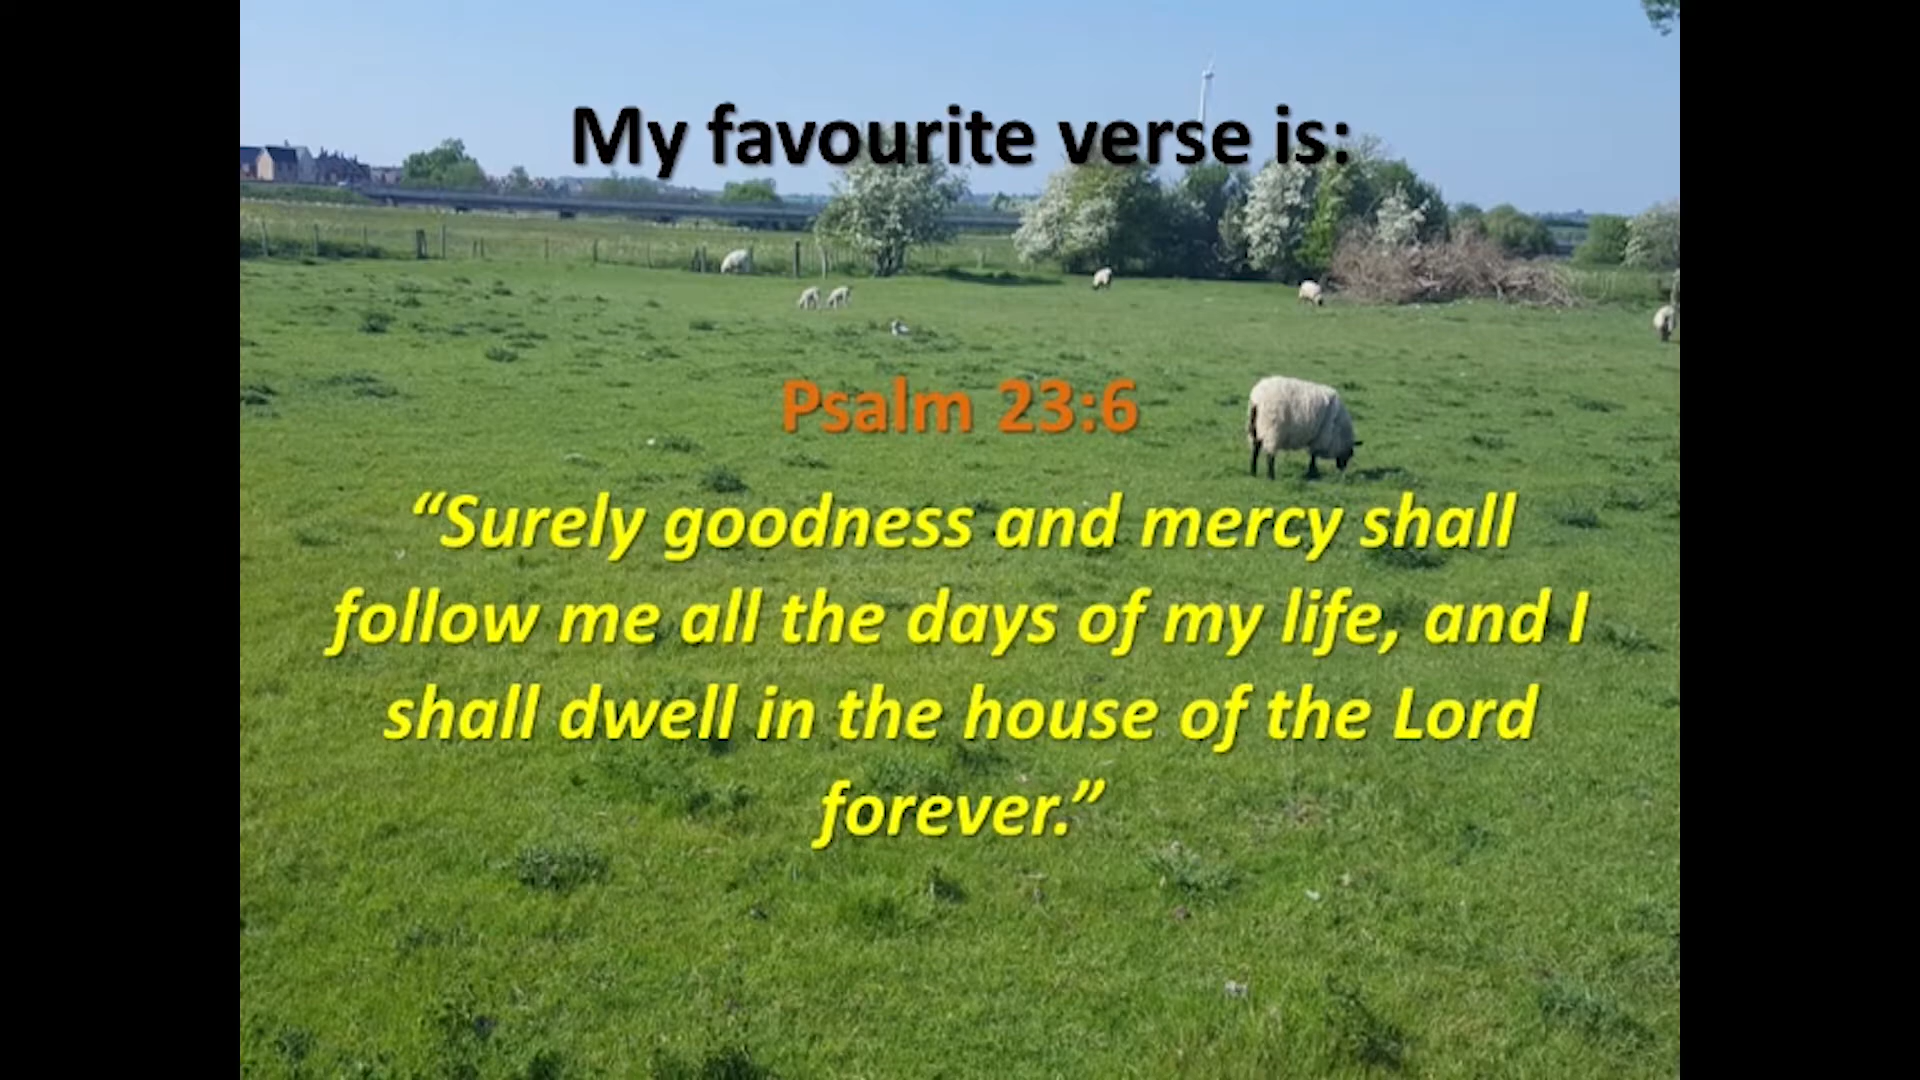 My favourite verse is:
Psalm 23:6
“Surely goodness and mercy shall
follow me all the days of my life, and I
shall dwell in the house of the Lord
forever.”